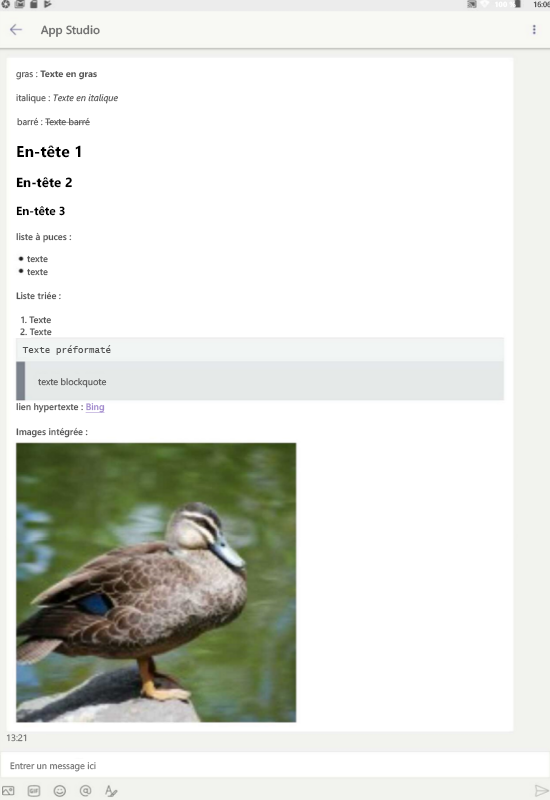 100 % 16:06
App Studio
gras : Texte en gras
italique : Texte en italique
barré : Texte barré
En-tête 1
En-tête 2
En-tête 3
liste à puces :
• texte
• texte
Liste triée :
1. Texte
2. Texte
Texte préformaté
texte blockquote
lien hypertexte : Bing
Images intégrée :
13:21
Entrer un message ici
GIF